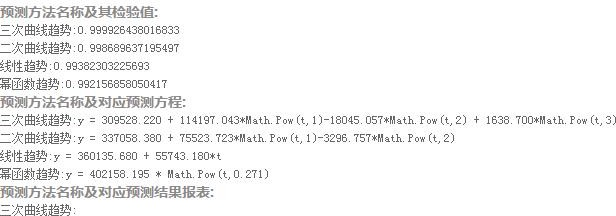 预测方法名称及其检验值:
三次曲线趋势:0.999926438016833
二次曲线趋势:0.998689637195497
线性趋势:0.99382303225693
幂函数趋势:0.992156858050417
预测方法名称及对应预测方程:
三次曲线趋势:y = 309528.220 + 114197.043*Math.Pow(t,1)-18045.057*Math.Pow(t,2) + 1638.700*Math.Pow(t,3)
二次曲线趋势:y = 337058.380 + 75523.723*Math.Pow(t,1)-3296.757*Math.Pow(t,2)
线性趋势:y = 360135.680 + 55743.180*t
幂函数趋势:y = 402158.195 * Math.Pow(t,0.271)
预测方法名称及对应预测结果报表:
三次曲线趋势: